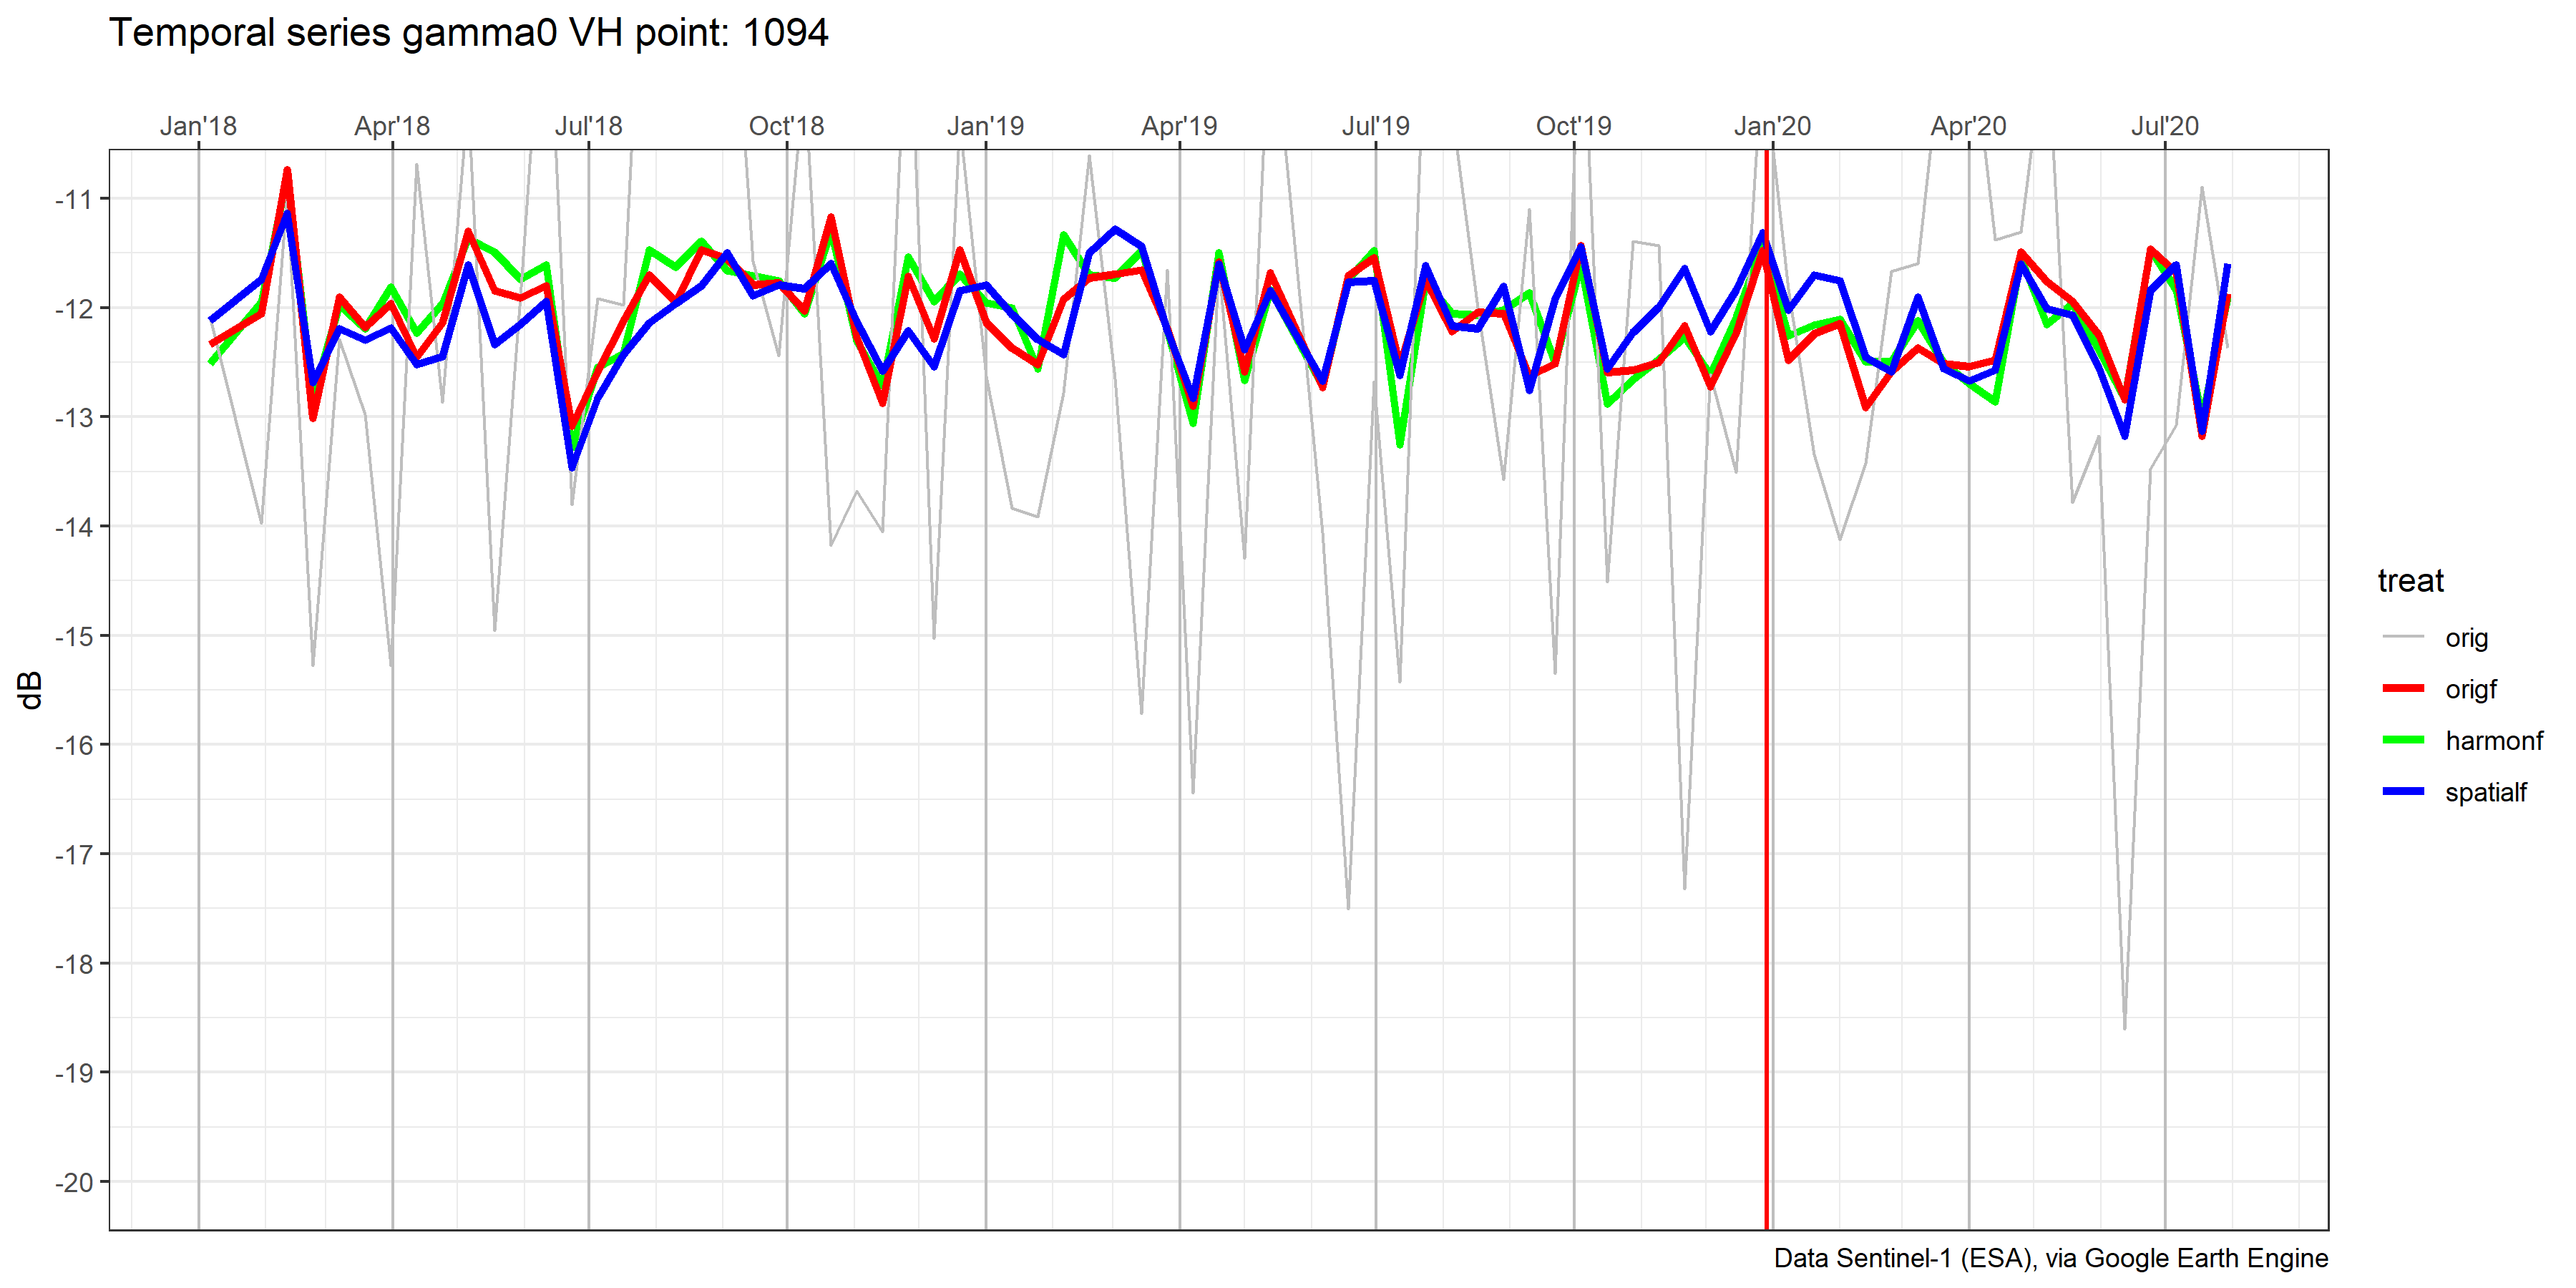 Temporal series gamma0 VH point: 1094
Jan'18 Apr'18 Jul'18 Oct'18 Jan'19 Apr'19 Jul'19 Oct'19 Jan'20 Apr'20 Jul'20
-11
-12
-13
-14
-15
-16
-17
-18
-19
-20
dB
treat
orig
origf
harmonf
spatialf
Data Sentinel-1 (ESA), via Google Earth Engine